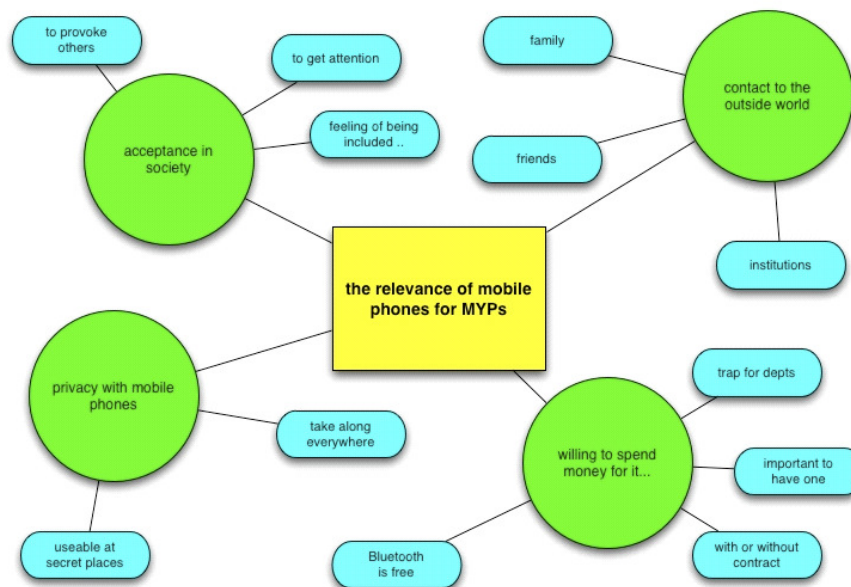 to provoke
others
to get attention
feeling of being
included ..
acceptance in
society
family
friends
contact to the
outside world
institutions
the relevance of mobile
phones for MYPs
privacy with mobile
phones
take along
everywhere
useable at
secret places
willing to spend
money for it...
trap for depts
important to
have one
with or without
contract
Bluetooth
is free